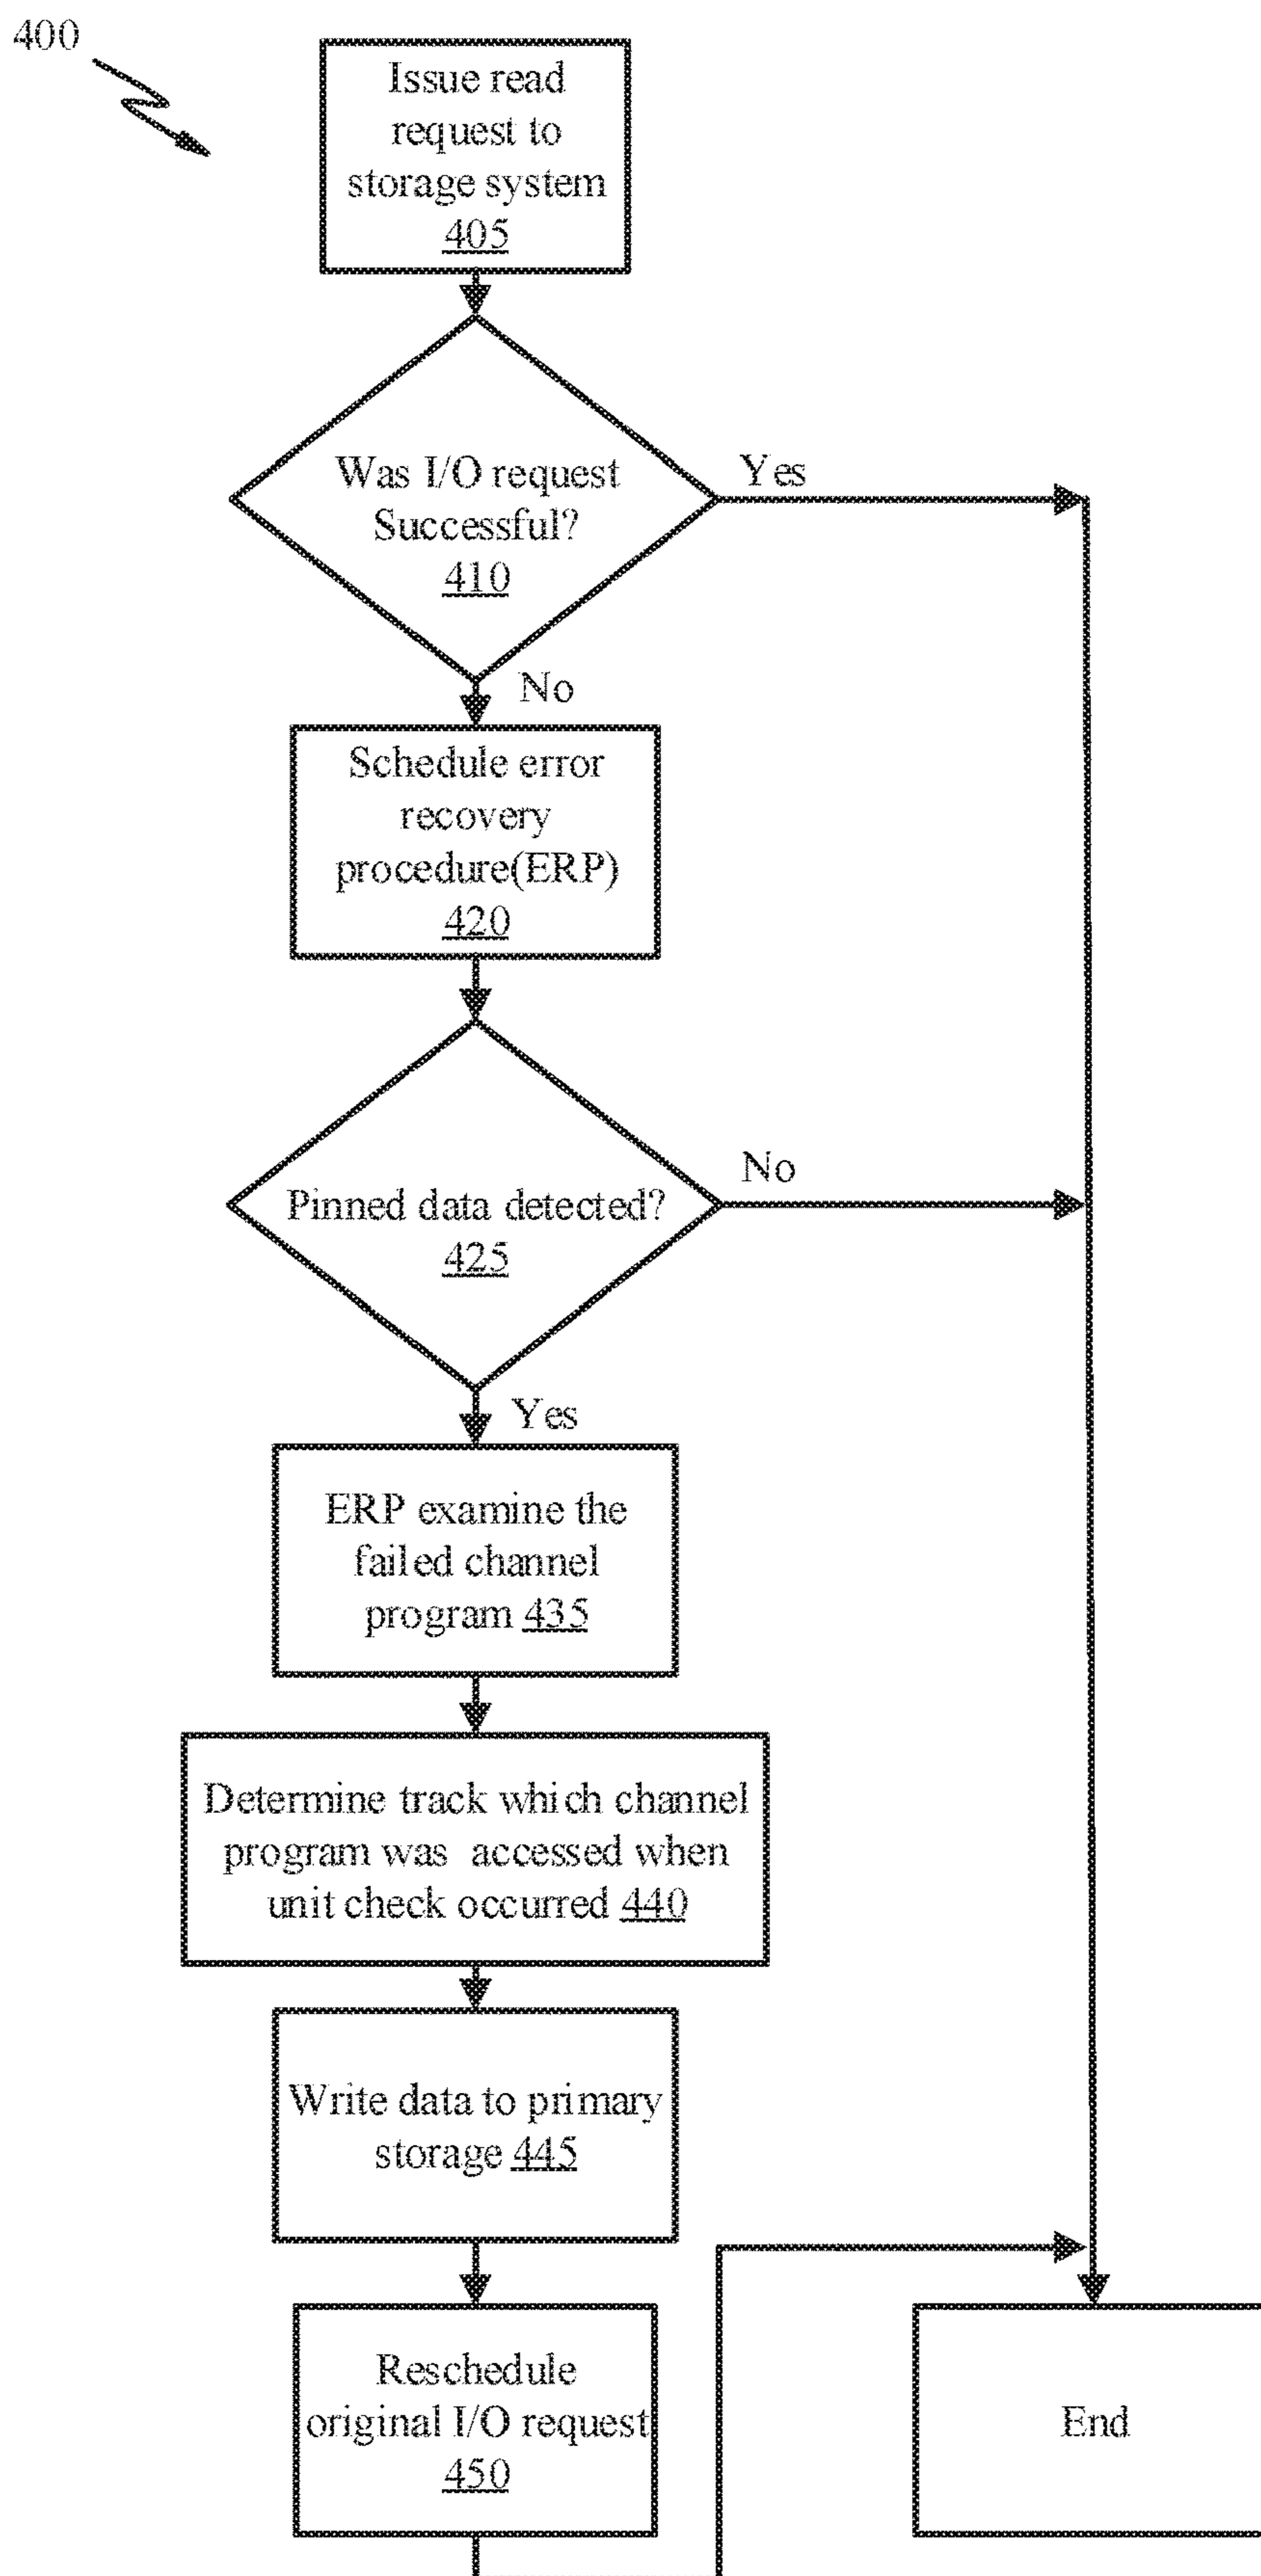 400
Issue read
request to
storage system
405
Was I/O request
Successful?
410
Yes
No
Schedule error
recovery
procedure(ERP)
420
Pinned data detected?
425
No
Yes
ERP examine the
failed channel
program 435
Determine track which channel
program was accessed when
unit check occurred 440
Write data to primary
storage 445
Reschedule
original I/O request
450
End